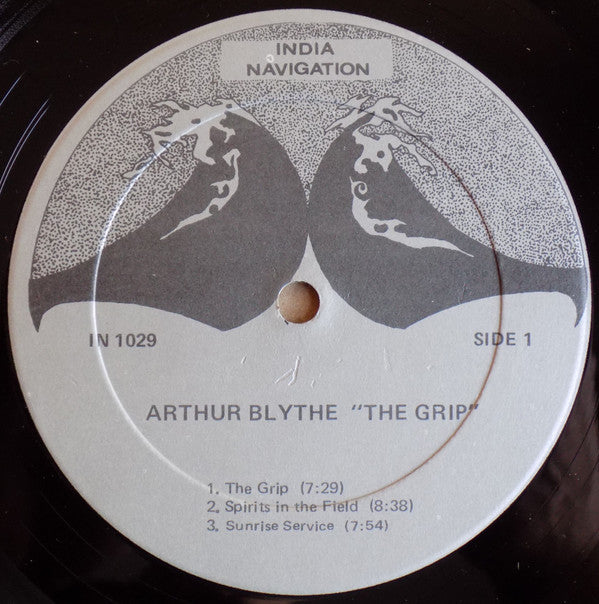 INDIA
NAVIGATION
IN 1029
SIDE 1
ARTHUR BLYTHE "THE GRIP"
1. The Grip (7:29)
2. Spirits in the Field (8:38)
3. Sunrise Service (7:54)